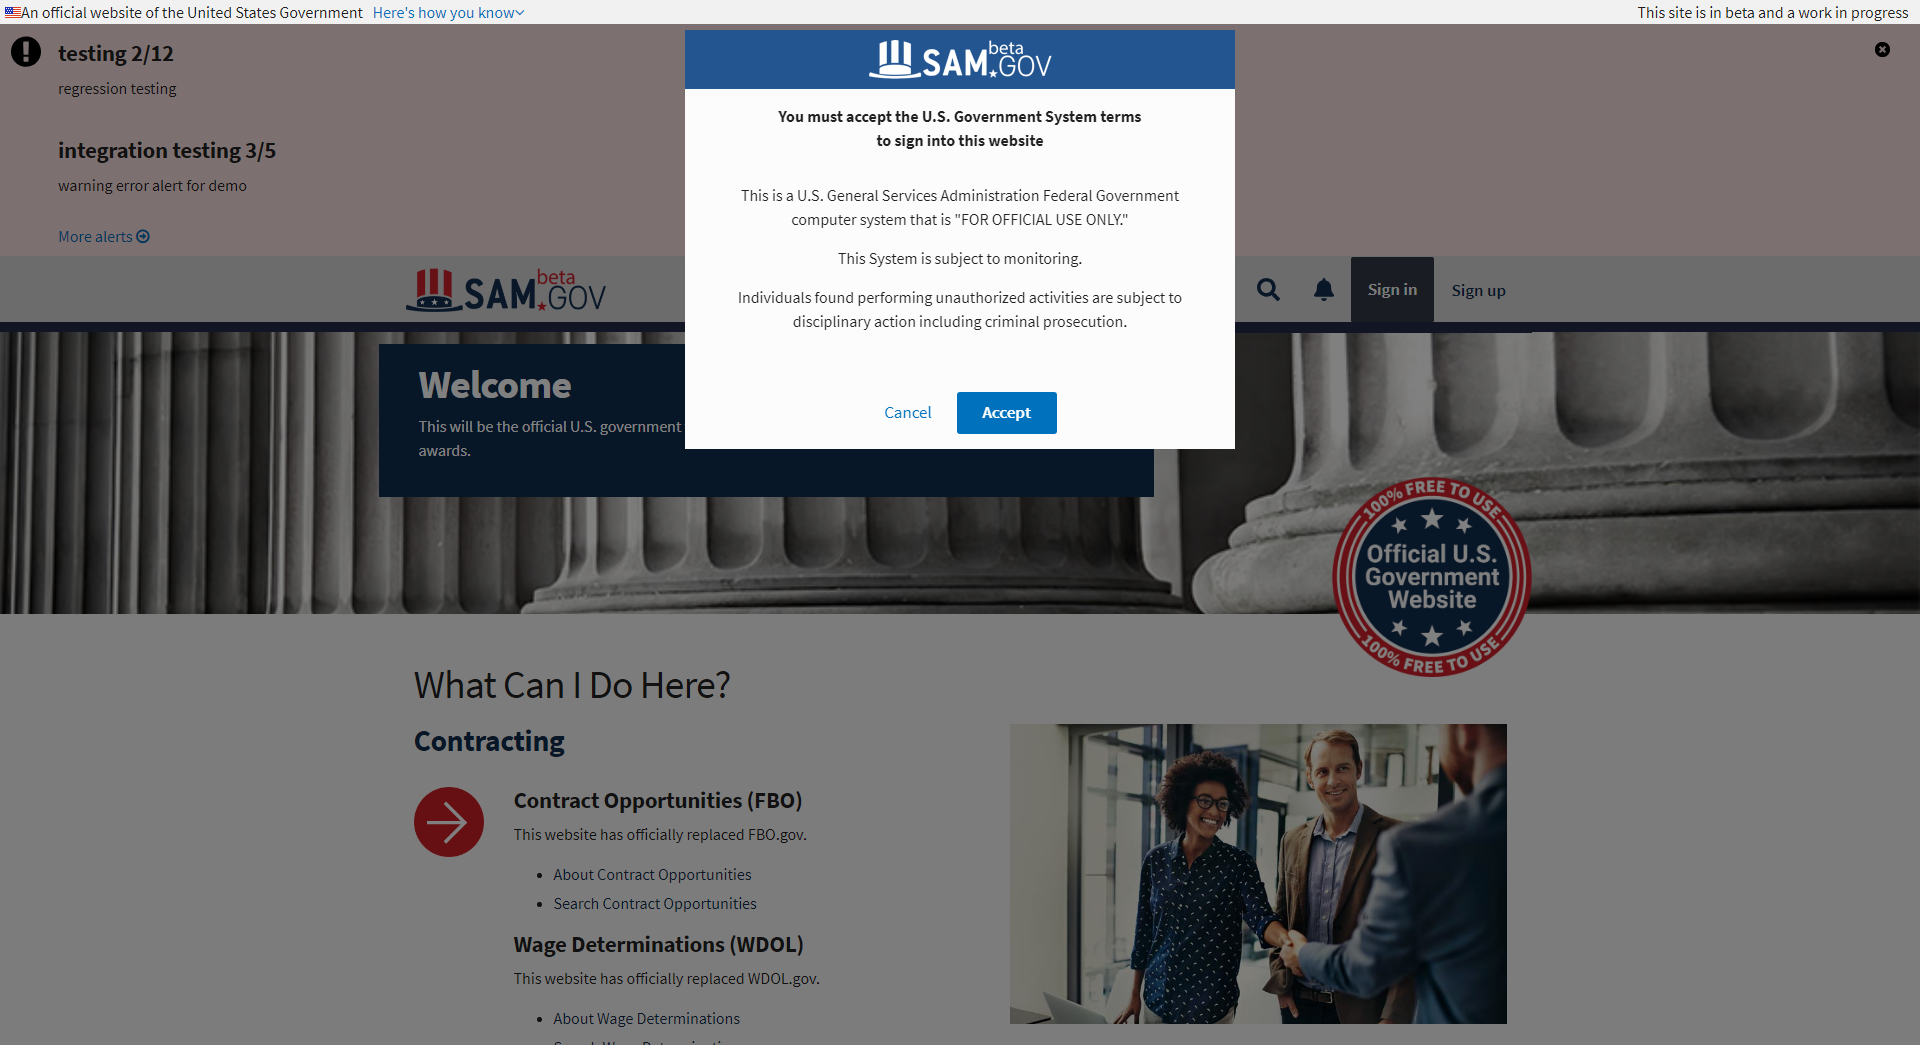 An official website of the United States Government Here's how you know
This site is in beta and a work in progress
testing 2/12
regression testing
integration testing 3/5
warning error alert for demo
More alerts
beta
SAM.GOV
You must accept the U.S. Government System terms
to sign into this website
This is a U.S. General Services Administration Federal Government
computer system that is "FOR OFFICIAL USE ONLY."
This System is subject to monitoring.
Individuals found performing unauthorized activities are subject to
disciplinary action including criminal prosecution.
Cancel
Accept
beta
SAM.GOV
Sign in
Sign up
Welcome
This will be the official U.S. government
awards.
100% FREE TO USE
Official U.S.
Government
Website
100% FREE TO USE
What Can I Do Here?
Contracting
Contract Opportunities (FBO)
This website has officially replaced FBO.gov.
• About Contract Opportunities
• Search Contract Opportunities
Wage Determinations (WDOL)
This website has officially replaced WDOL.gov.
• About Wage Determinations